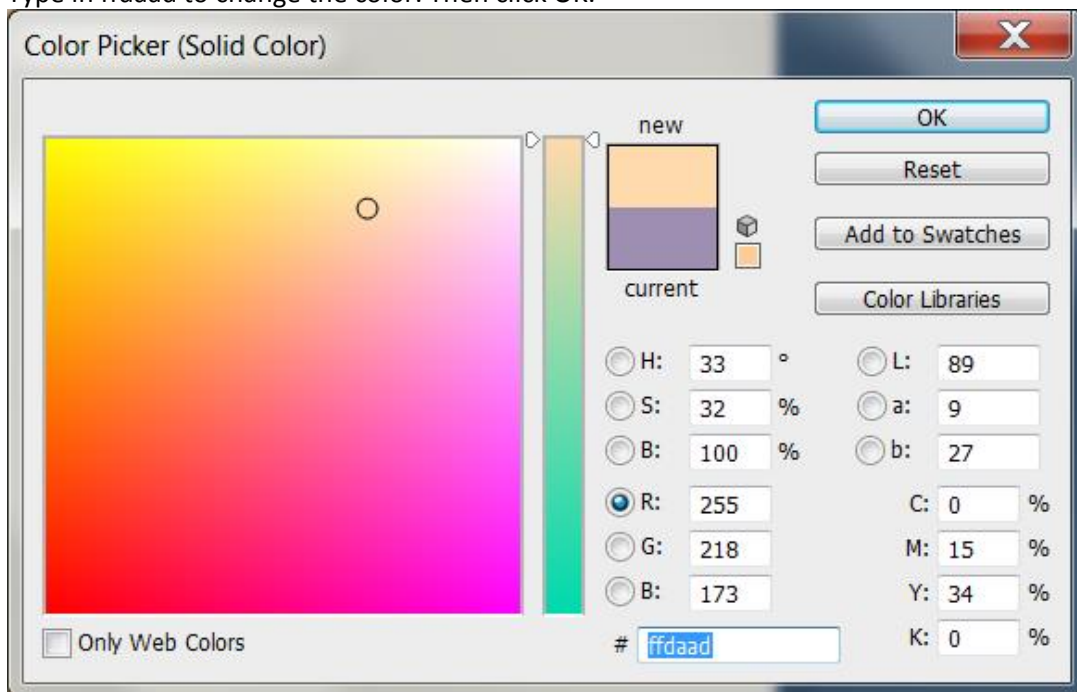 Type in ffdaad to change the color. Then click OK.
Color Picker (Solid Color)
new
current
OK
Reset
Add to Swatches
Color Libraries
H: 33 °
S: 32 %
B: 100 %
R: 255
G: 218
B: 173
# ffdaad
L: 89
a: 9
b: 27
C: 0 %
M: 15 %
Y: 34 %
K: 0 %
Only Web Colors